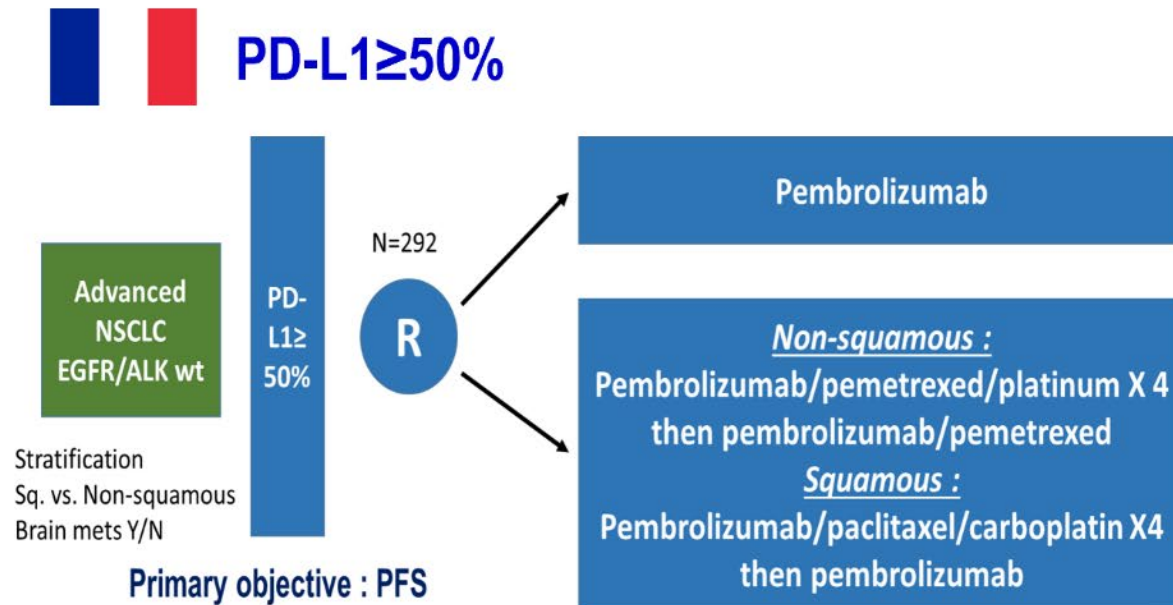 PD-L1≥50%
Advanced
NSCLC
EGFR/ALK wt
Stratification
Sq. vs. Non-squamous
Brain mets Y/N
PD-
L1≥
50%
N=292
R
Pembrolizumab
Non-squamous :
Pembrolizumab/pemetrexed/platinum X 4
then pembrolizumab/pemetrexed
Squamous :
Pembrolizumab/paclitaxel/carboplatin X4
then pembrolizumab
Primary objective : PFS